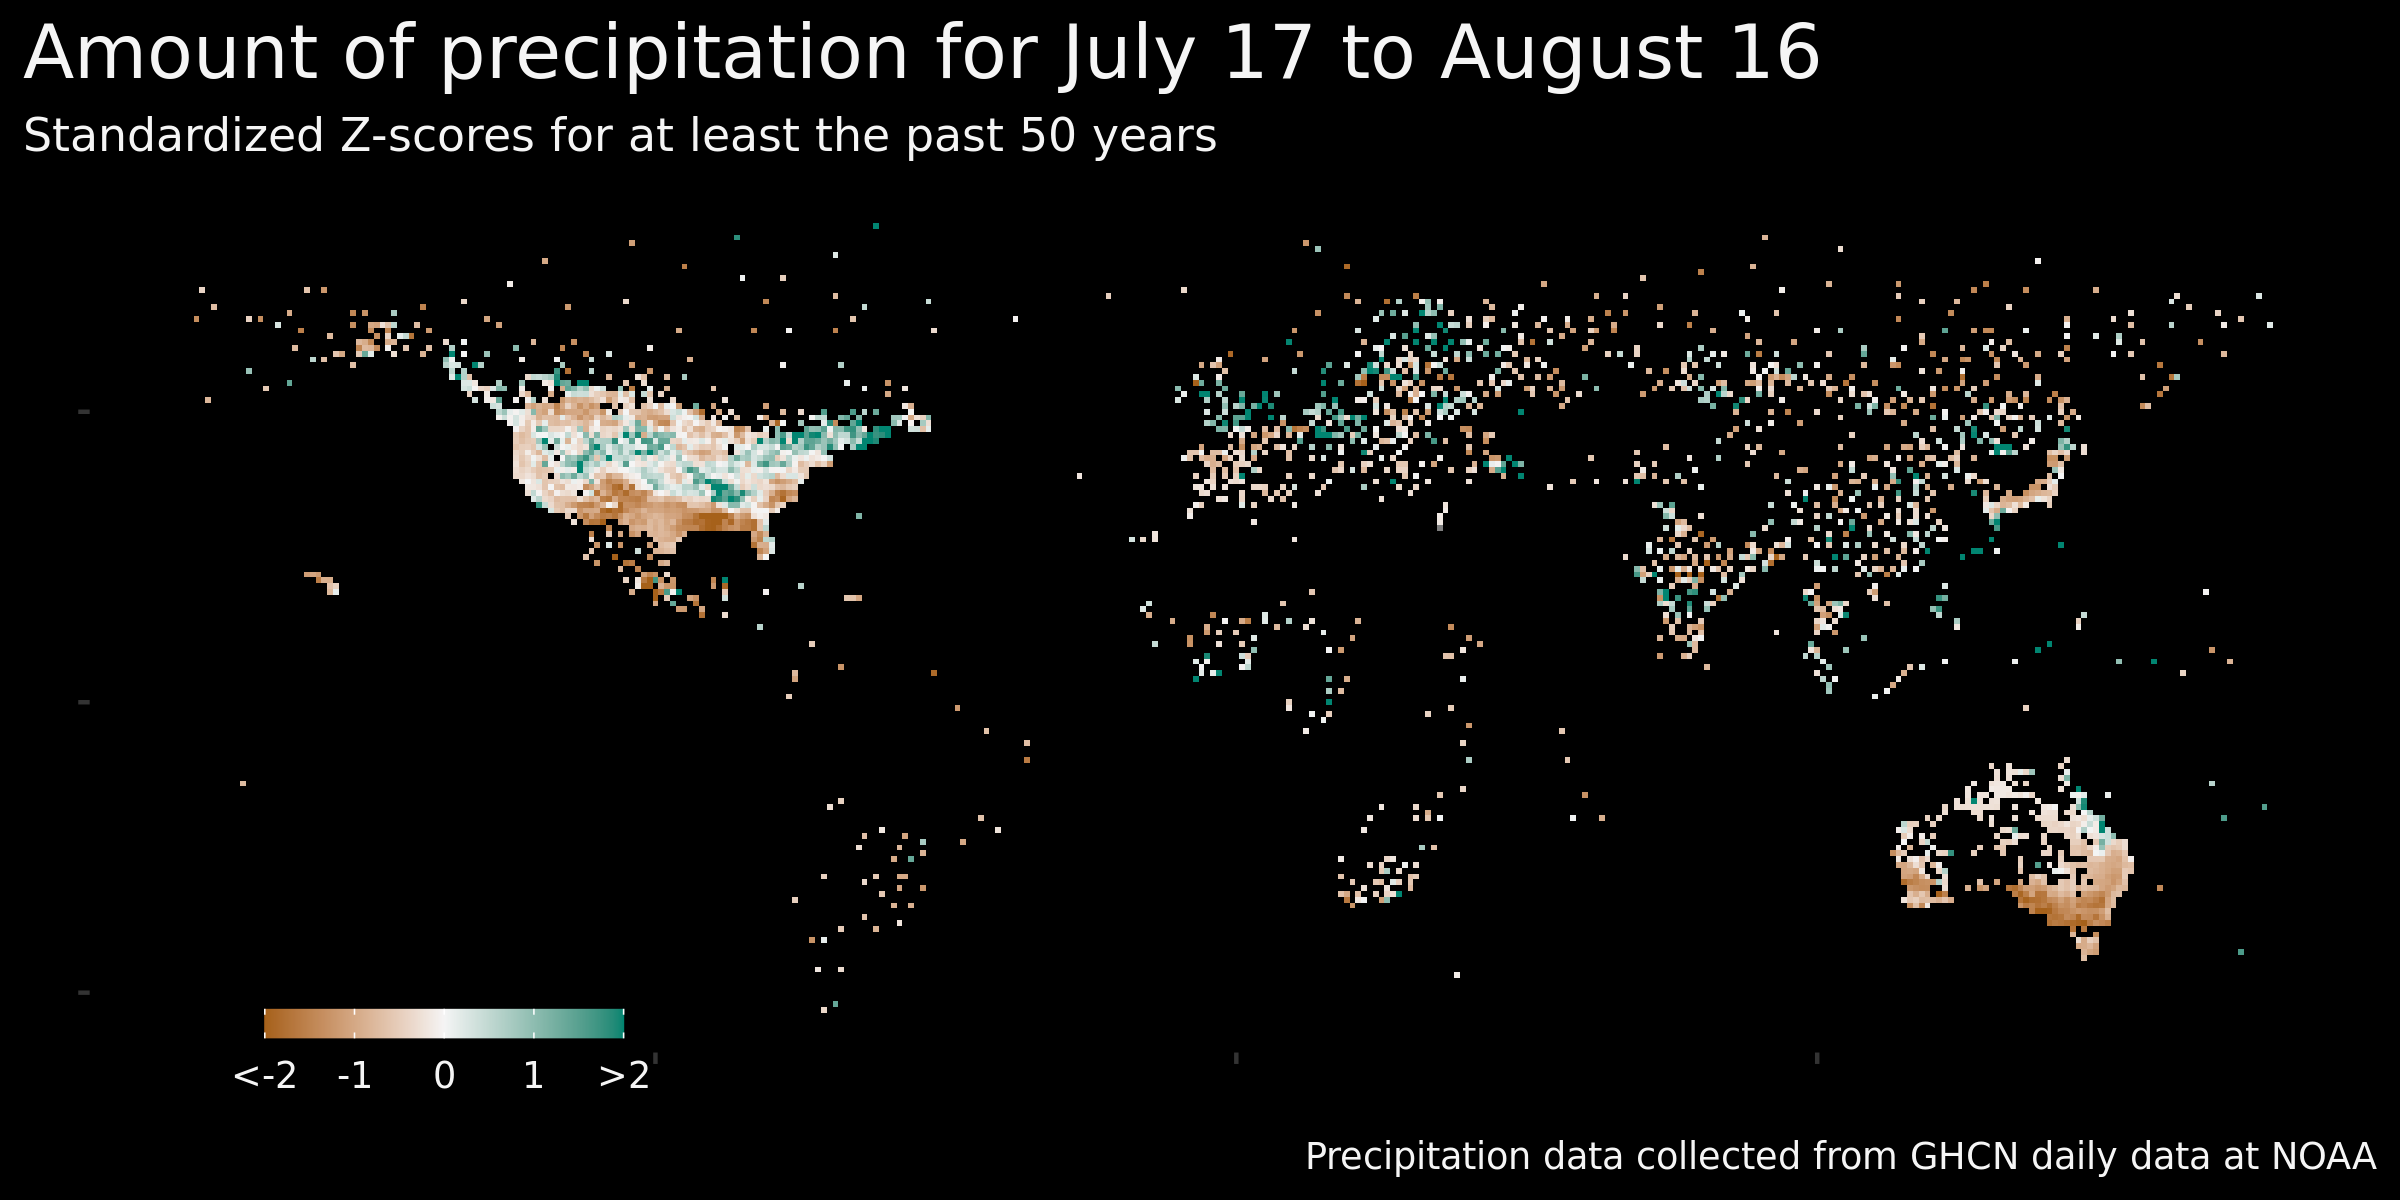 Amount of precipitation for July 17 to August 16
Standardized Z-scores for at least the past 50 years
<-2 -1 0 1 >2
Precipitation data collected from GHCN daily data at NOAA